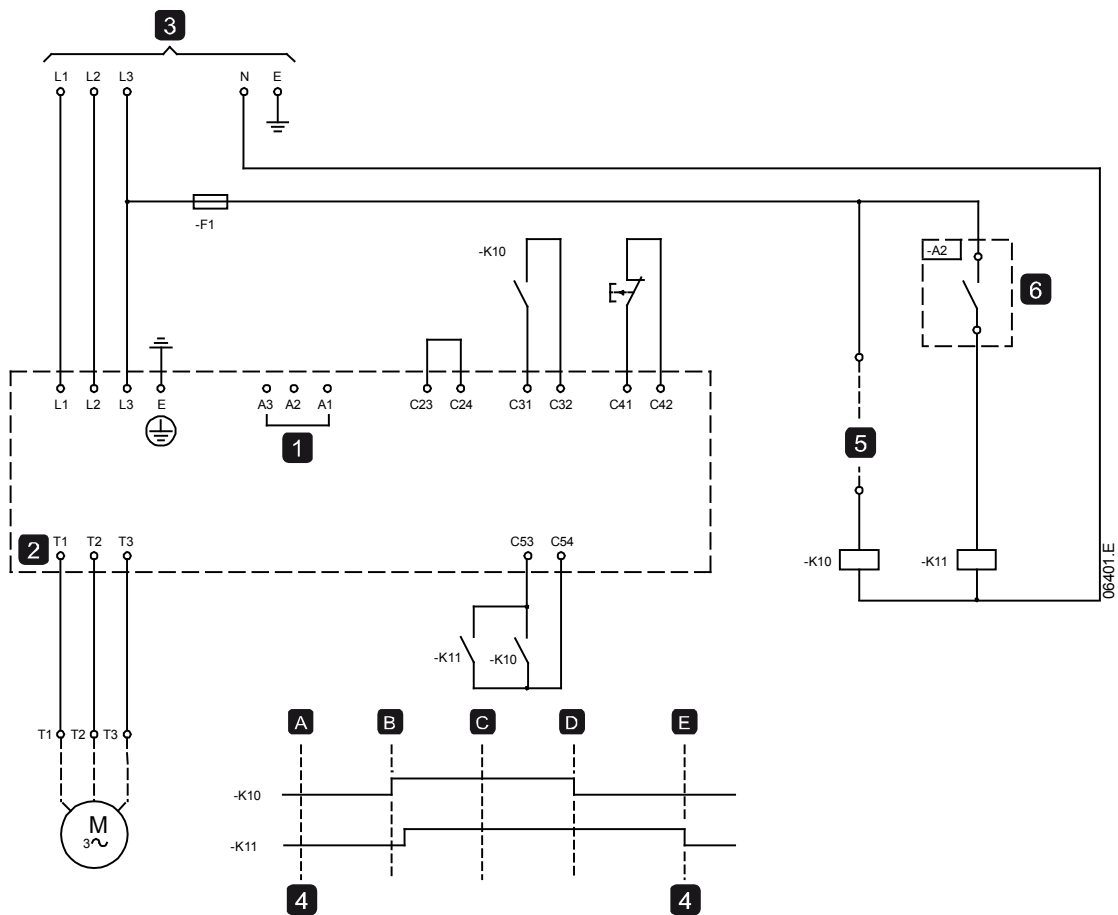 3
L1 L2 L3 N E
-F1
-K10
-A2
6
L1 L2 L3 E A3 A2 A1 C23 C24 C31 C32 C41 C42
1
5
2 T1 T2 T3 C53 C54
-K10 -K11
06401.E
-K11 -K10
A B C D E
T1 T2 T3
-K10
M
3~
-K11
4 4